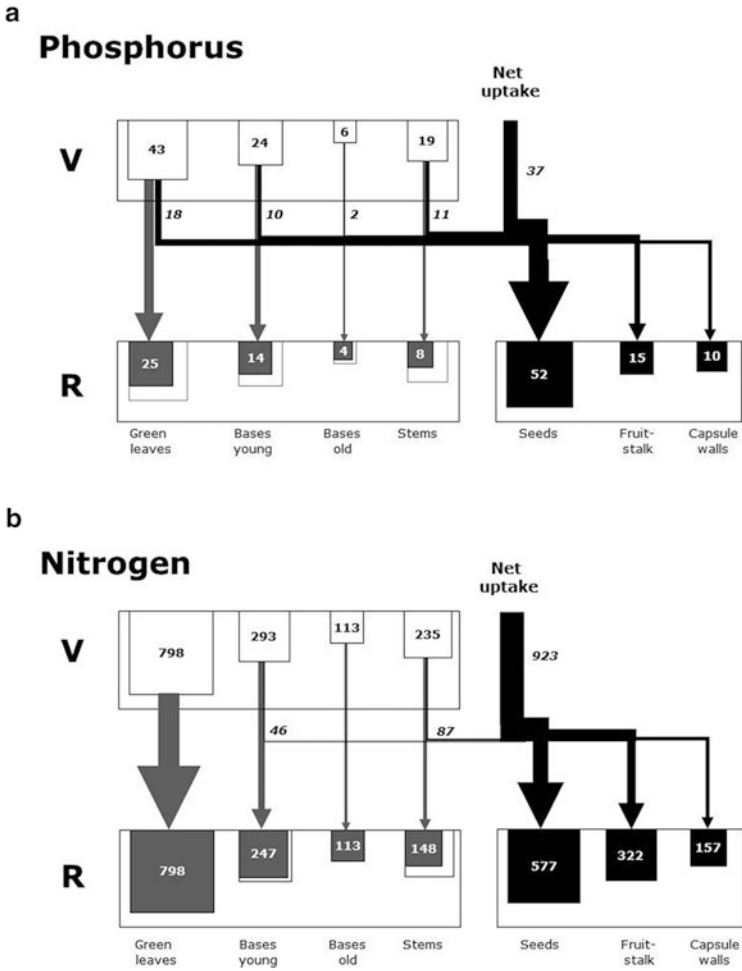 a
Phosphorus
Net
uptake
V
43
24
6
19
37
18
10
2
11
R
25
14
4
8
52
15
10
Green
leaves
Bases
young
Bases
old
Stems
Seeds
Fruit-
stalk
Capsule
walls
b
Nitrogen
Net
uptake
V
798
293
113
235
923
46
87
R
798
247
113
148
577
322
157
Green
leaves
Bases
young
Bases
old
Stems
Seeds
Fruit-
stalk
Capsule
walls